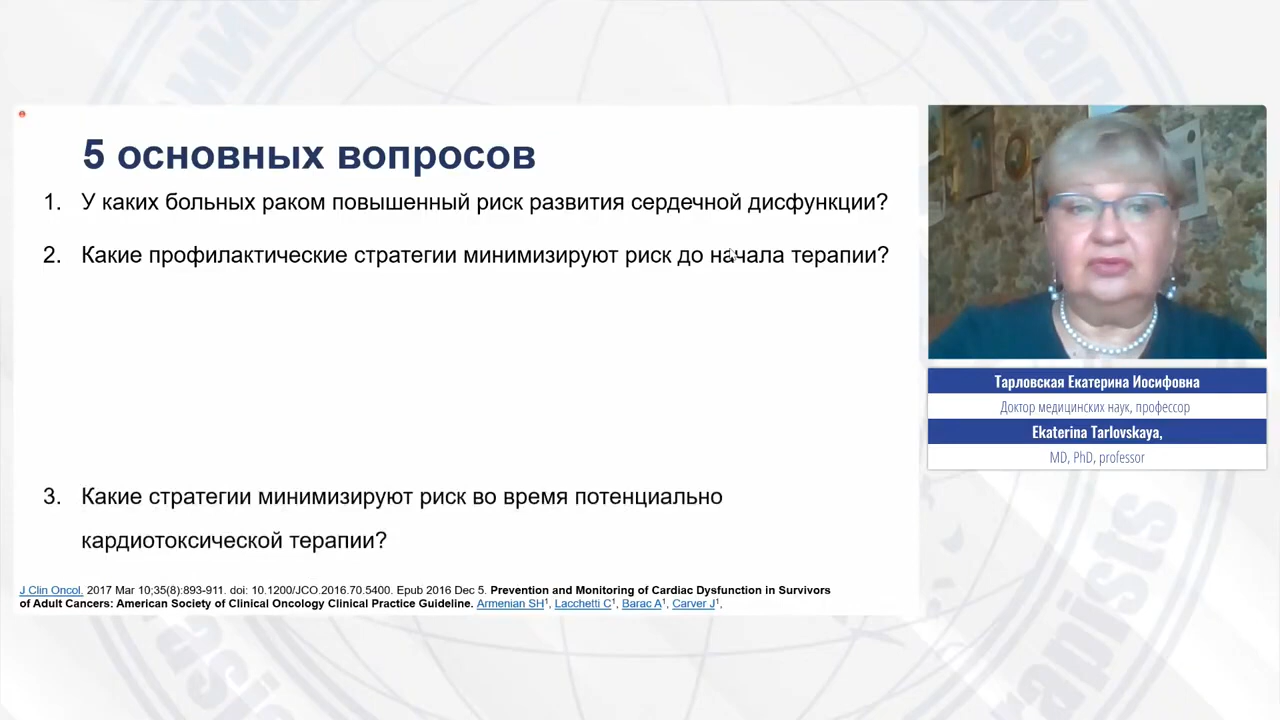 5 основных вопросов
1. У каких больных раком повышенный риск развития сердечной дисфункции?
2. Какие профилактические стратегии минимизируют риск до начала терапии?
3. Какие стратегии минимизируют риск во время потенциально
кардиотоксической терапии?
J Clin Oncol. 2017 Mar 10;35(8):893-911. doi: 10.1200/JCO.2016.70.5400. Epub 2016 Dec 5. Prevention and Monitoring of Cardiac Dysfunction in Survivors
of Adult Cancers: American Society of Clinical Oncology Clinical Practice Guideline. Armenian SH¹, Lacchetti C¹, Barac A¹, Carver J¹,
Тарловская Екатерина Иосифовна
Доктор медицинских наук, профессор
Ekaterina Tarlovskaya,
MD, PhD, professor